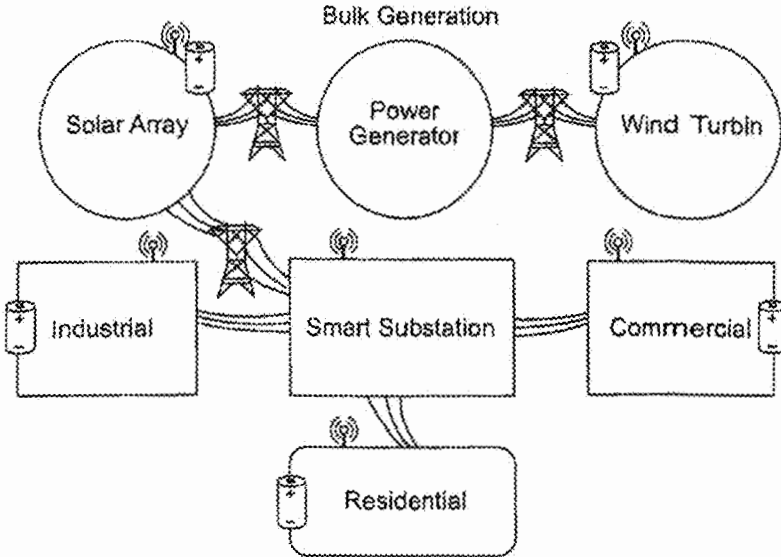 Bulk Generation
Solar Array
Power
Generator
Wind Turbin
Industrial
Smart Substation
Commercial
Residential